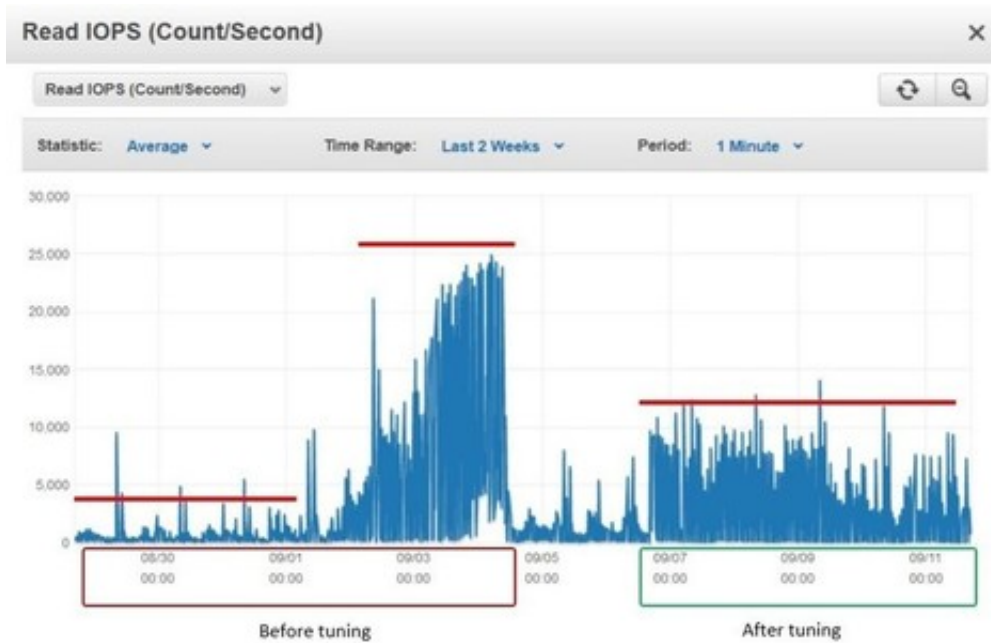 Read IOPS (Count/Second)
Read IOPS (Count/Second)
Statistic: Average Time Range: Last 2 Weeks Period: 1 Minute
30,000
25,000
20,000
15,000
10,000
5,000
0
08/30 09/01 09/03 09/05 09/07 09/09 09/11
00:00 00:00 00:00 00:00 00:00 00:00 00:00
Before tuning After tuning